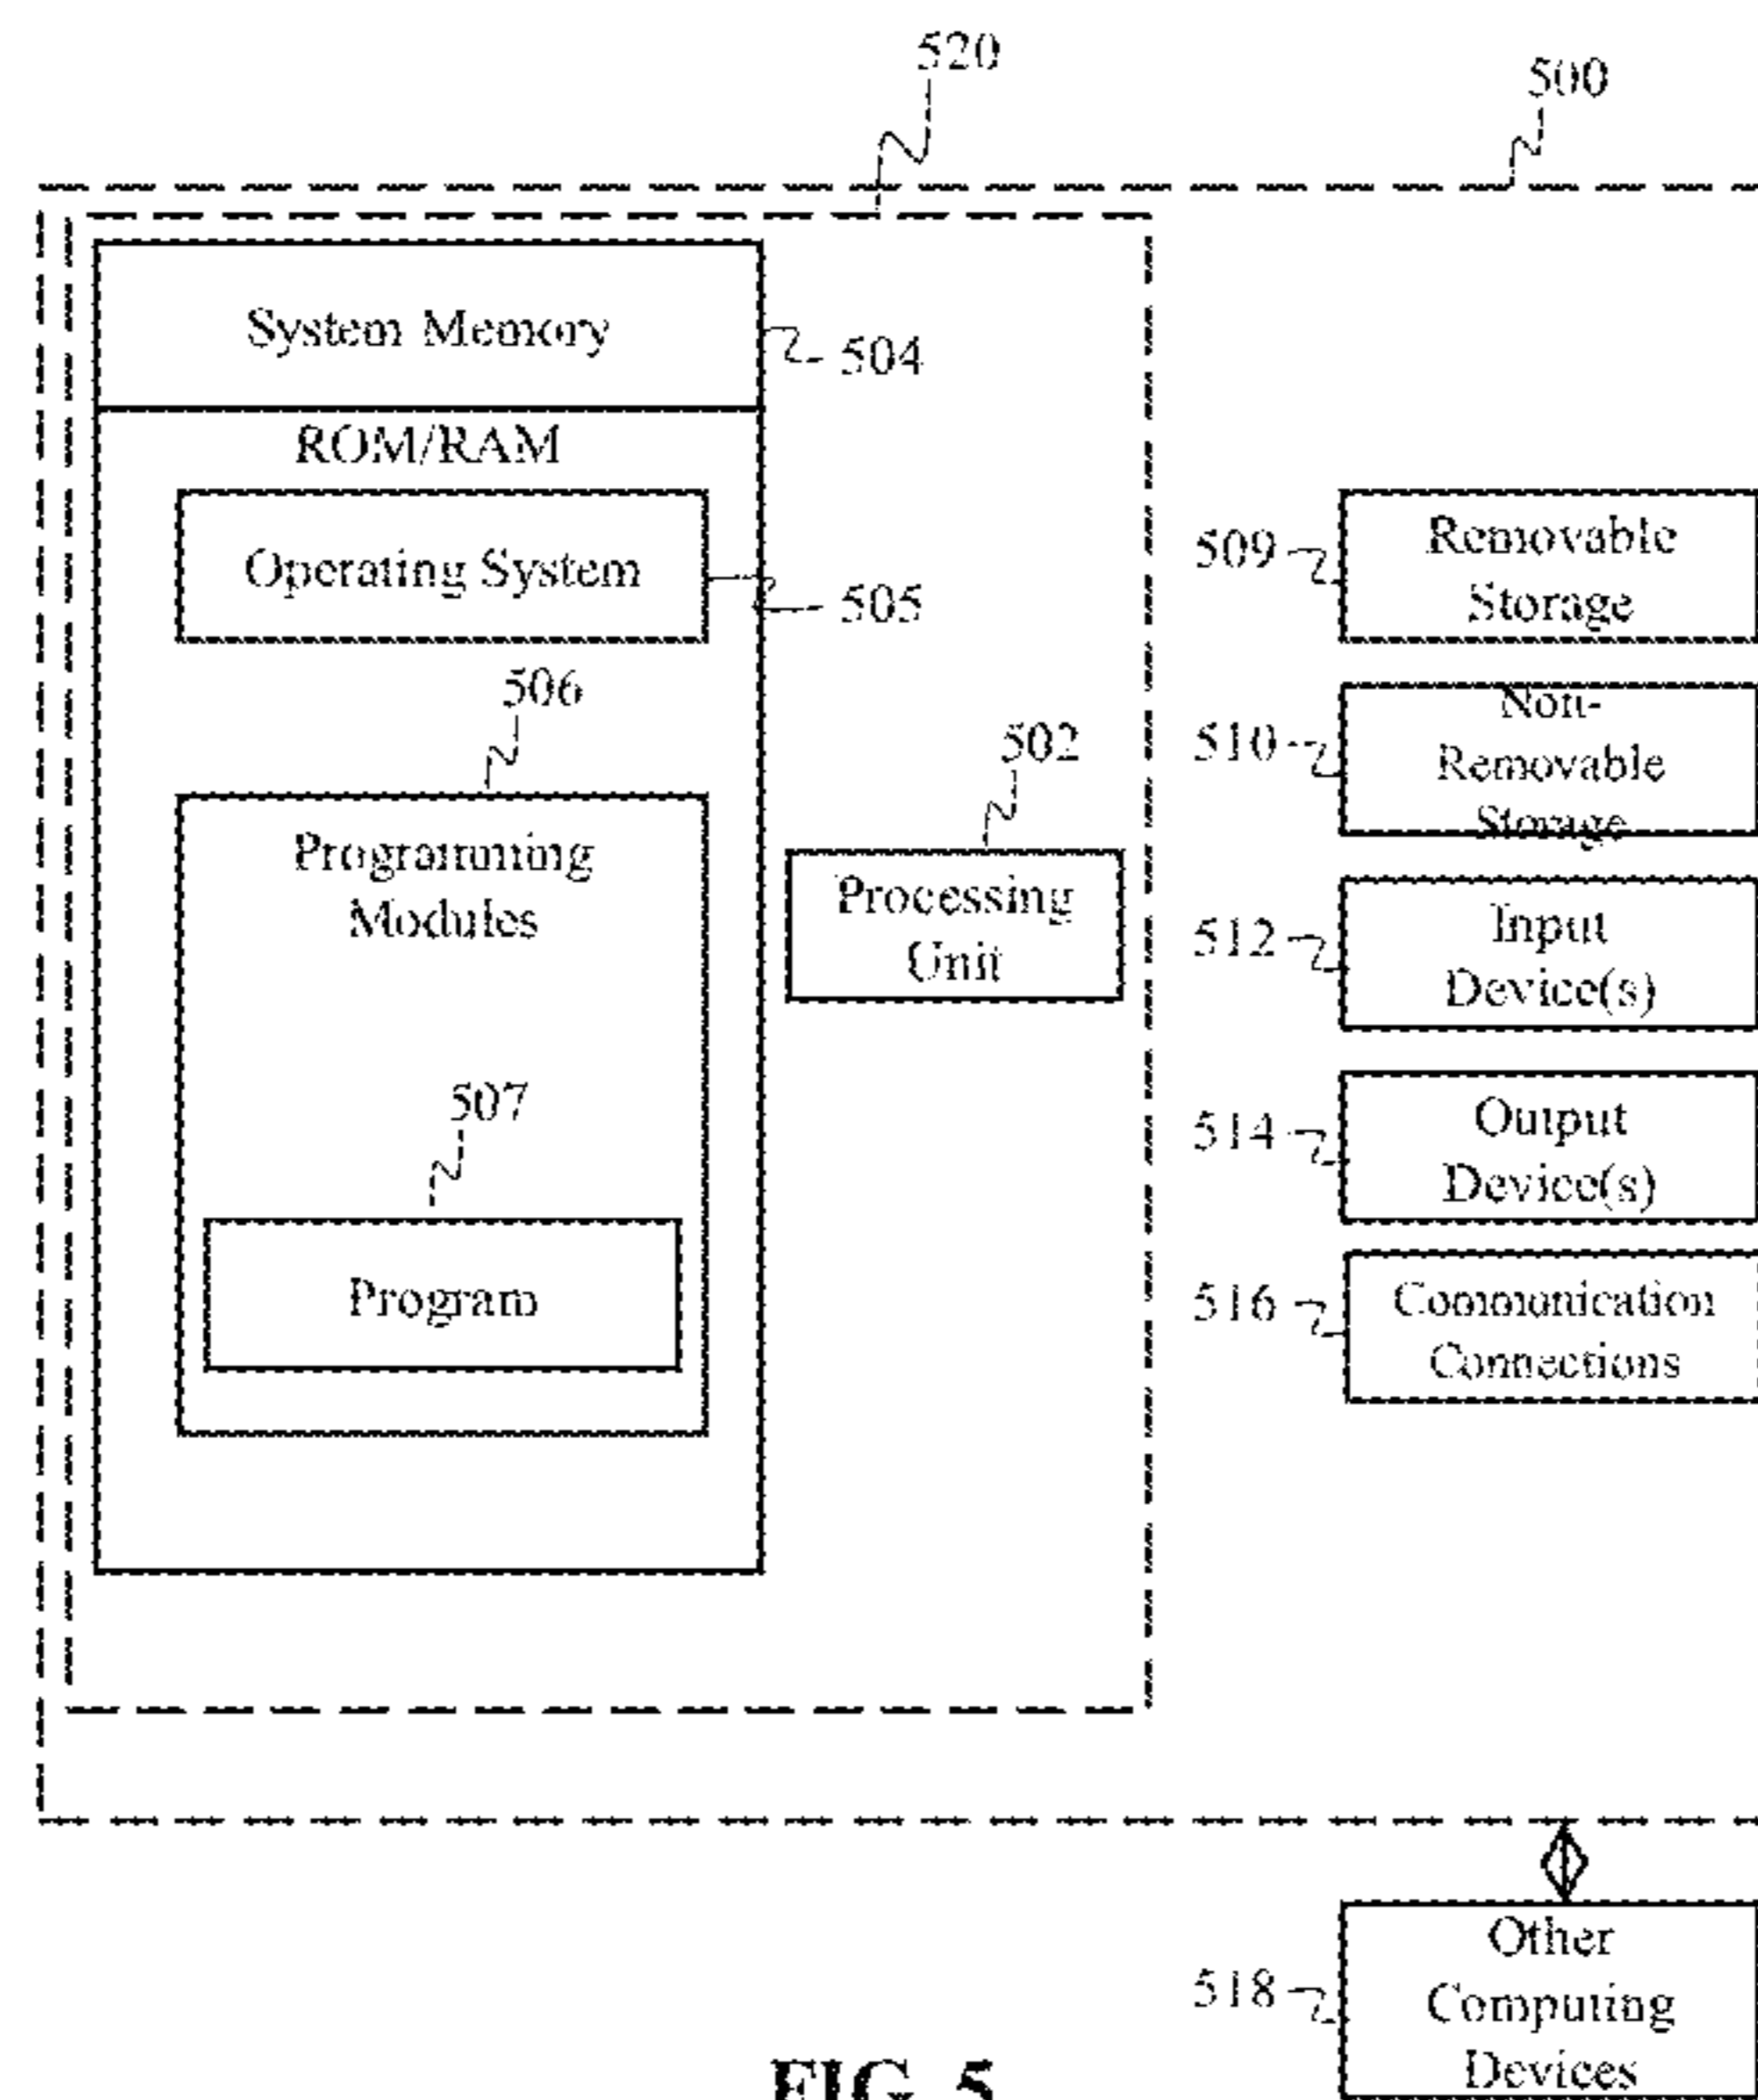 520
500
System Memory
504
ROM/RAM
Operating System
505
506
Programming
Modules
507
Program
502
Processing
Unit
509
Removable
Storage
510
Non-
Removable
Storage
512
Input
Device(s)
514
Output
Device(s)
516
Communication
Connections
518
Other
Computing
Devices
FIG. 5